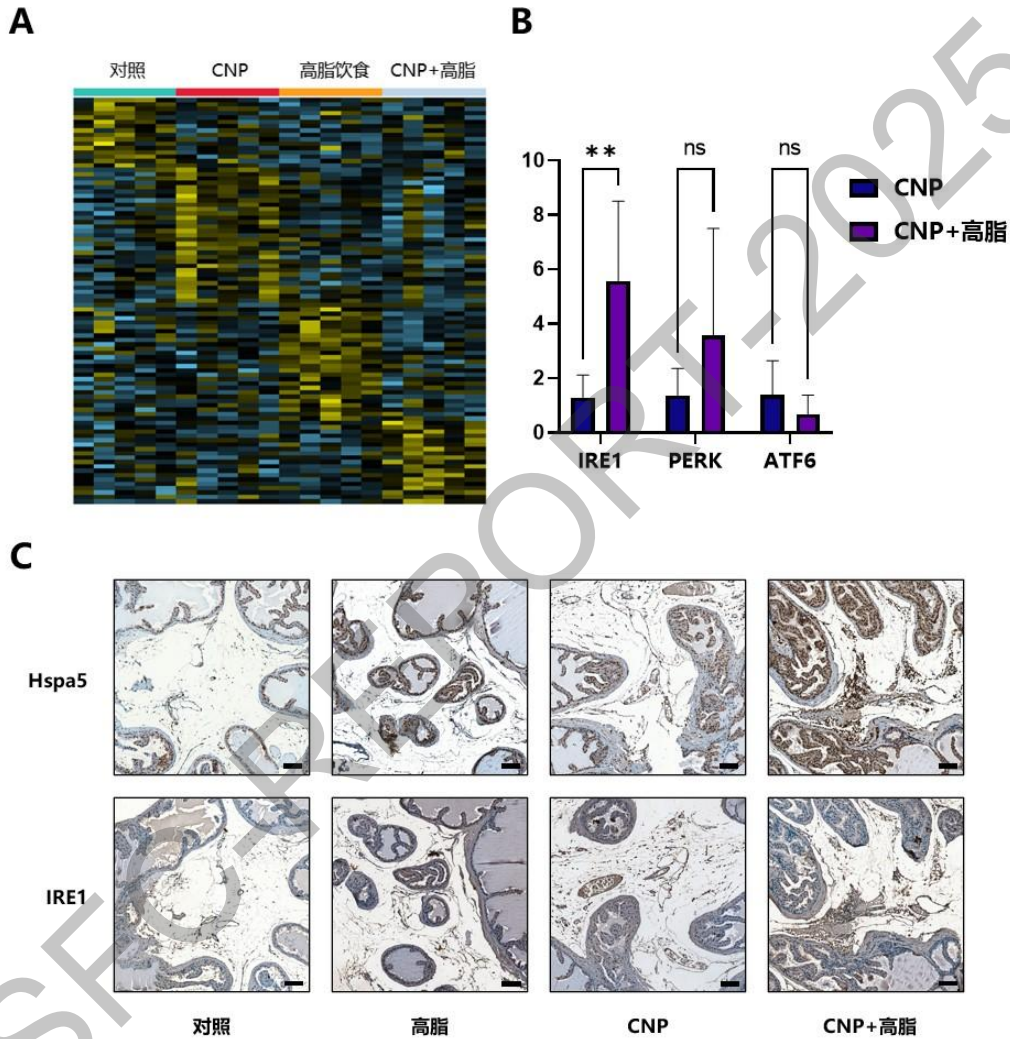 A
对照 CNP 高脂饮食 CNP+高脂
B
** ns ns
10
8
6
4
2
0
IRE1 PERK ATF6
CNP
CNP+高脂
C
Hspa5
IRE1
对照 高脂 CNP CNP+高脂
SFC-REPORT-2025